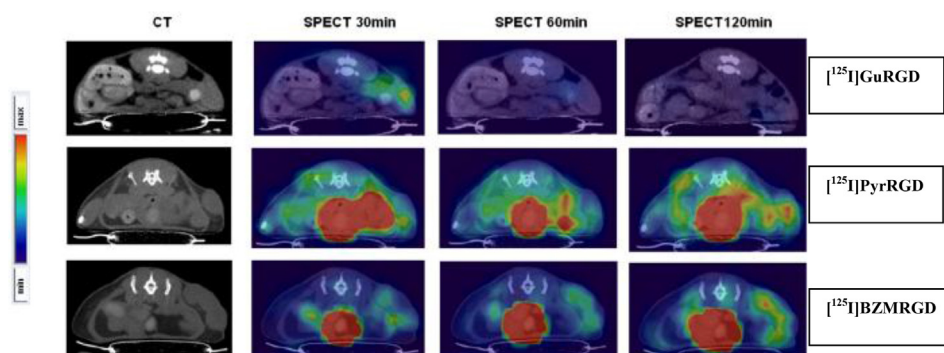 CT SPECT 30min SPECT 60min SPECT120min
max
min
[¹²⁵I]GuRGD
[¹²⁵I]PyrRGD
[¹²⁵I]BZMRGD